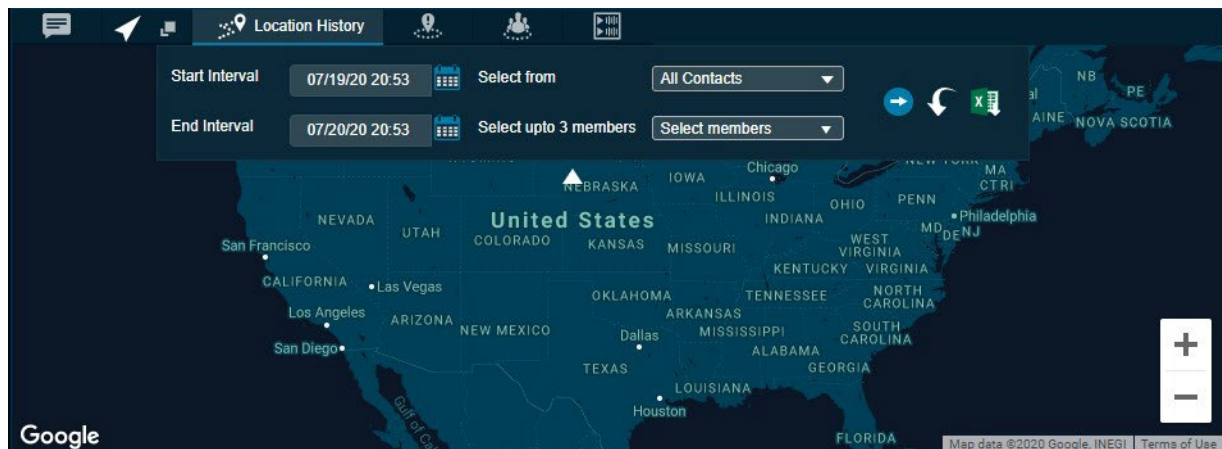 Location History
Start Interval 07/19/20 20:53 Select from All Contacts
End Interval 07/20/20 20:53 Select upto 3 members Select members
NB
PE
AINE NOVA SCOTIA
Chicago
MA
NEBRASKA IOWA
CT RI
ILLINOIS OHIO PENN
NEVADA United States INDIANA Philadelphia
UTAH COLORADO KANSAS MISSOURI WEST VIRGINIA MD DE NJ
San Francisco
KENTUCKY VIRGINIA
CALIFORNIA Las Vegas OKLAHOMA TENNESSEE NORTH CAROLINA
Los Angeles ARIZONA NEW MEXICO ARKANSAS
Dallas MISSISSIPPI SOUTH CAROLINA
San Diego ALABAMA
TEXAS GEORGIA
LOUISIANA
Houston
Gulf of
Google FLORIDA Map data ©2020 Google, INEGI Terms of Use